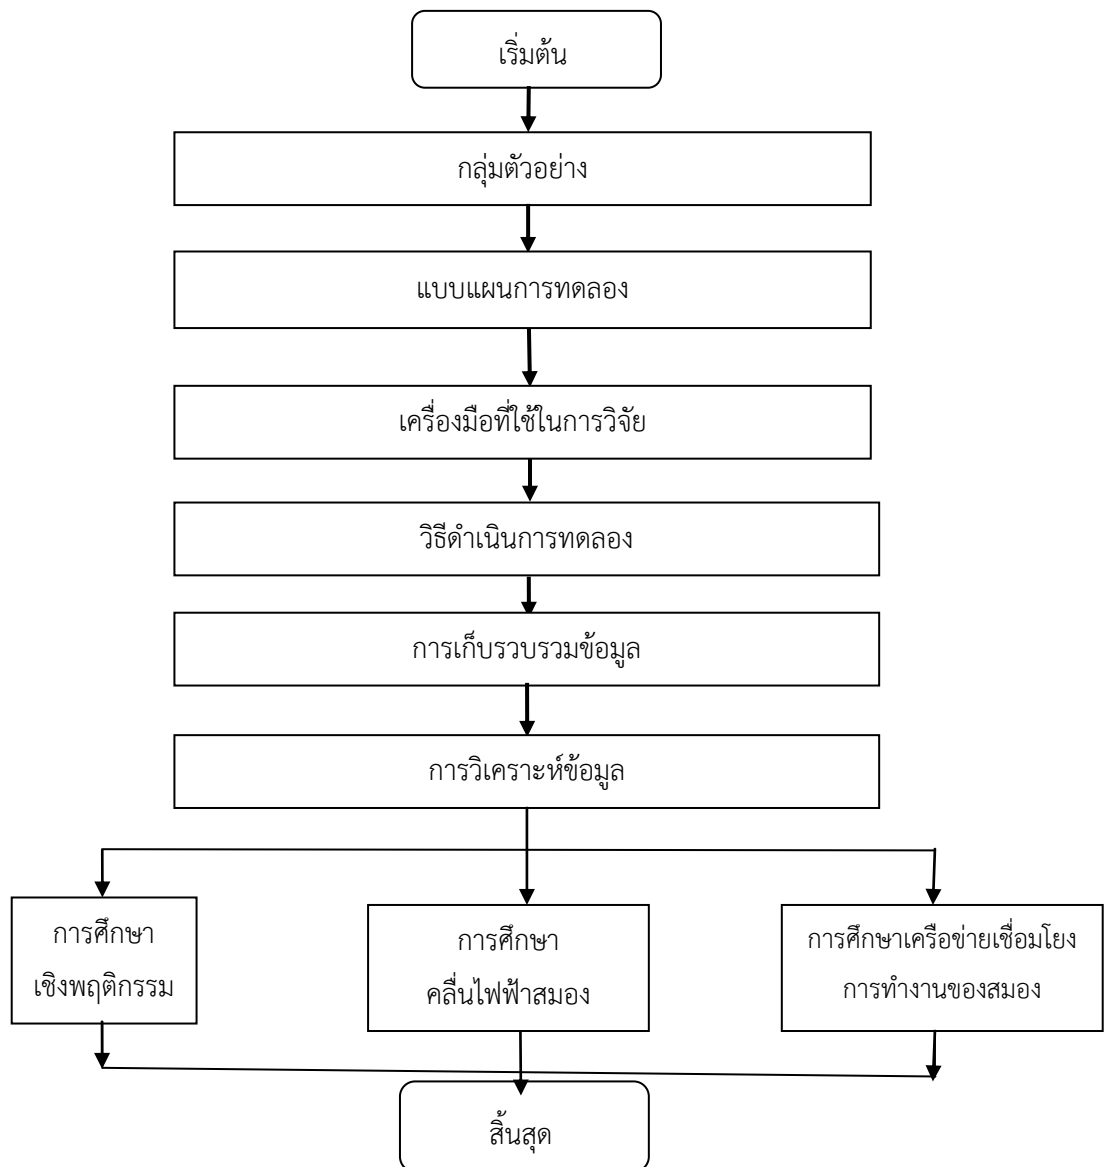 เริ่มต้น
กลุ่มตัวอย่าง
แบบแผนการทดลอง
เครื่องมือที่ใช้ในการวิจัย
วิธีดำเนินการทดลอง
การเก็บรวบรวมข้อมูล
การวิเคราะห์ข้อมูล
การศึกษา
เชิงพฤติกรรม
การศึกษา
คลื่นไฟฟ้าสมอง
การศึกษาเครือข่ายเชื่อมโยง
การทำงานของสมอง
สิ้นสุด